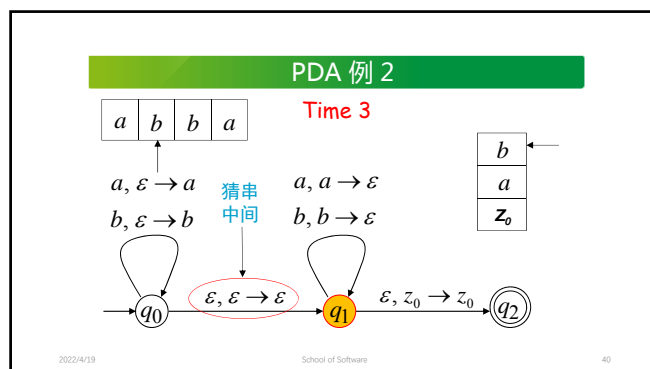 PDA 例 2
Time 3
a b b a
b
a
z₀
a, ε → a
b, ε → b
猜串
中间
a, a → ε
b, b → ε
q₀
ε, ε → ε
q₁
ε, z₀ → z₀
q₂
2022/4/19
School of Software
40